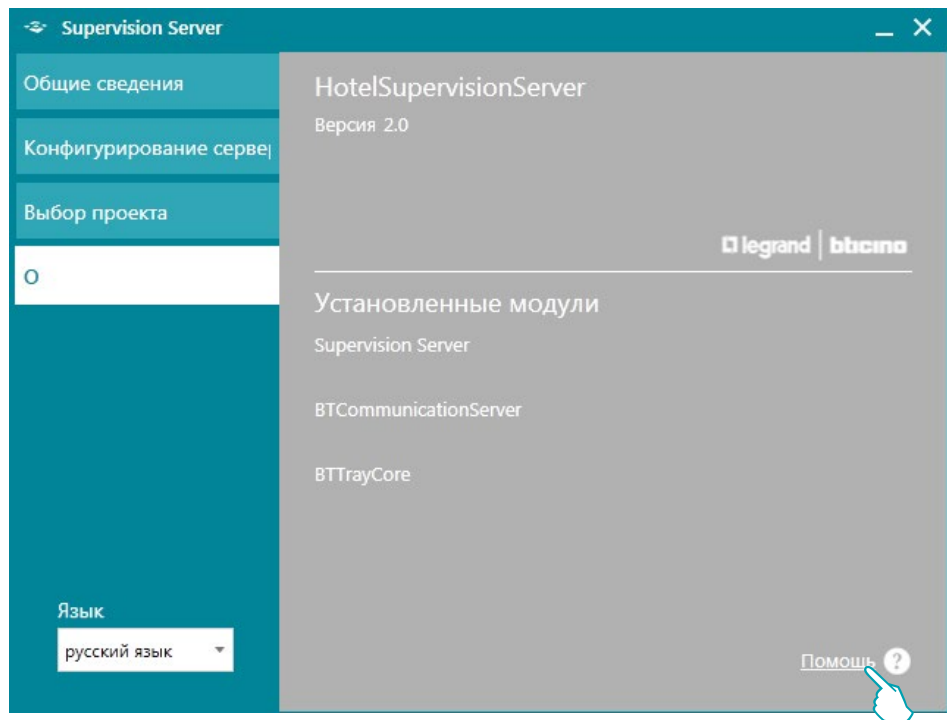 Supervision Server
Общие сведения
Конфигурирование сервер
Выбор проекта
О
Язык
русский язык
HotelSupervisionServer
Версия 2.0
legrand | bticino
Установленные модули
Supervision Server
BTCommunicationServer
BTTrayCore
Помощь ?